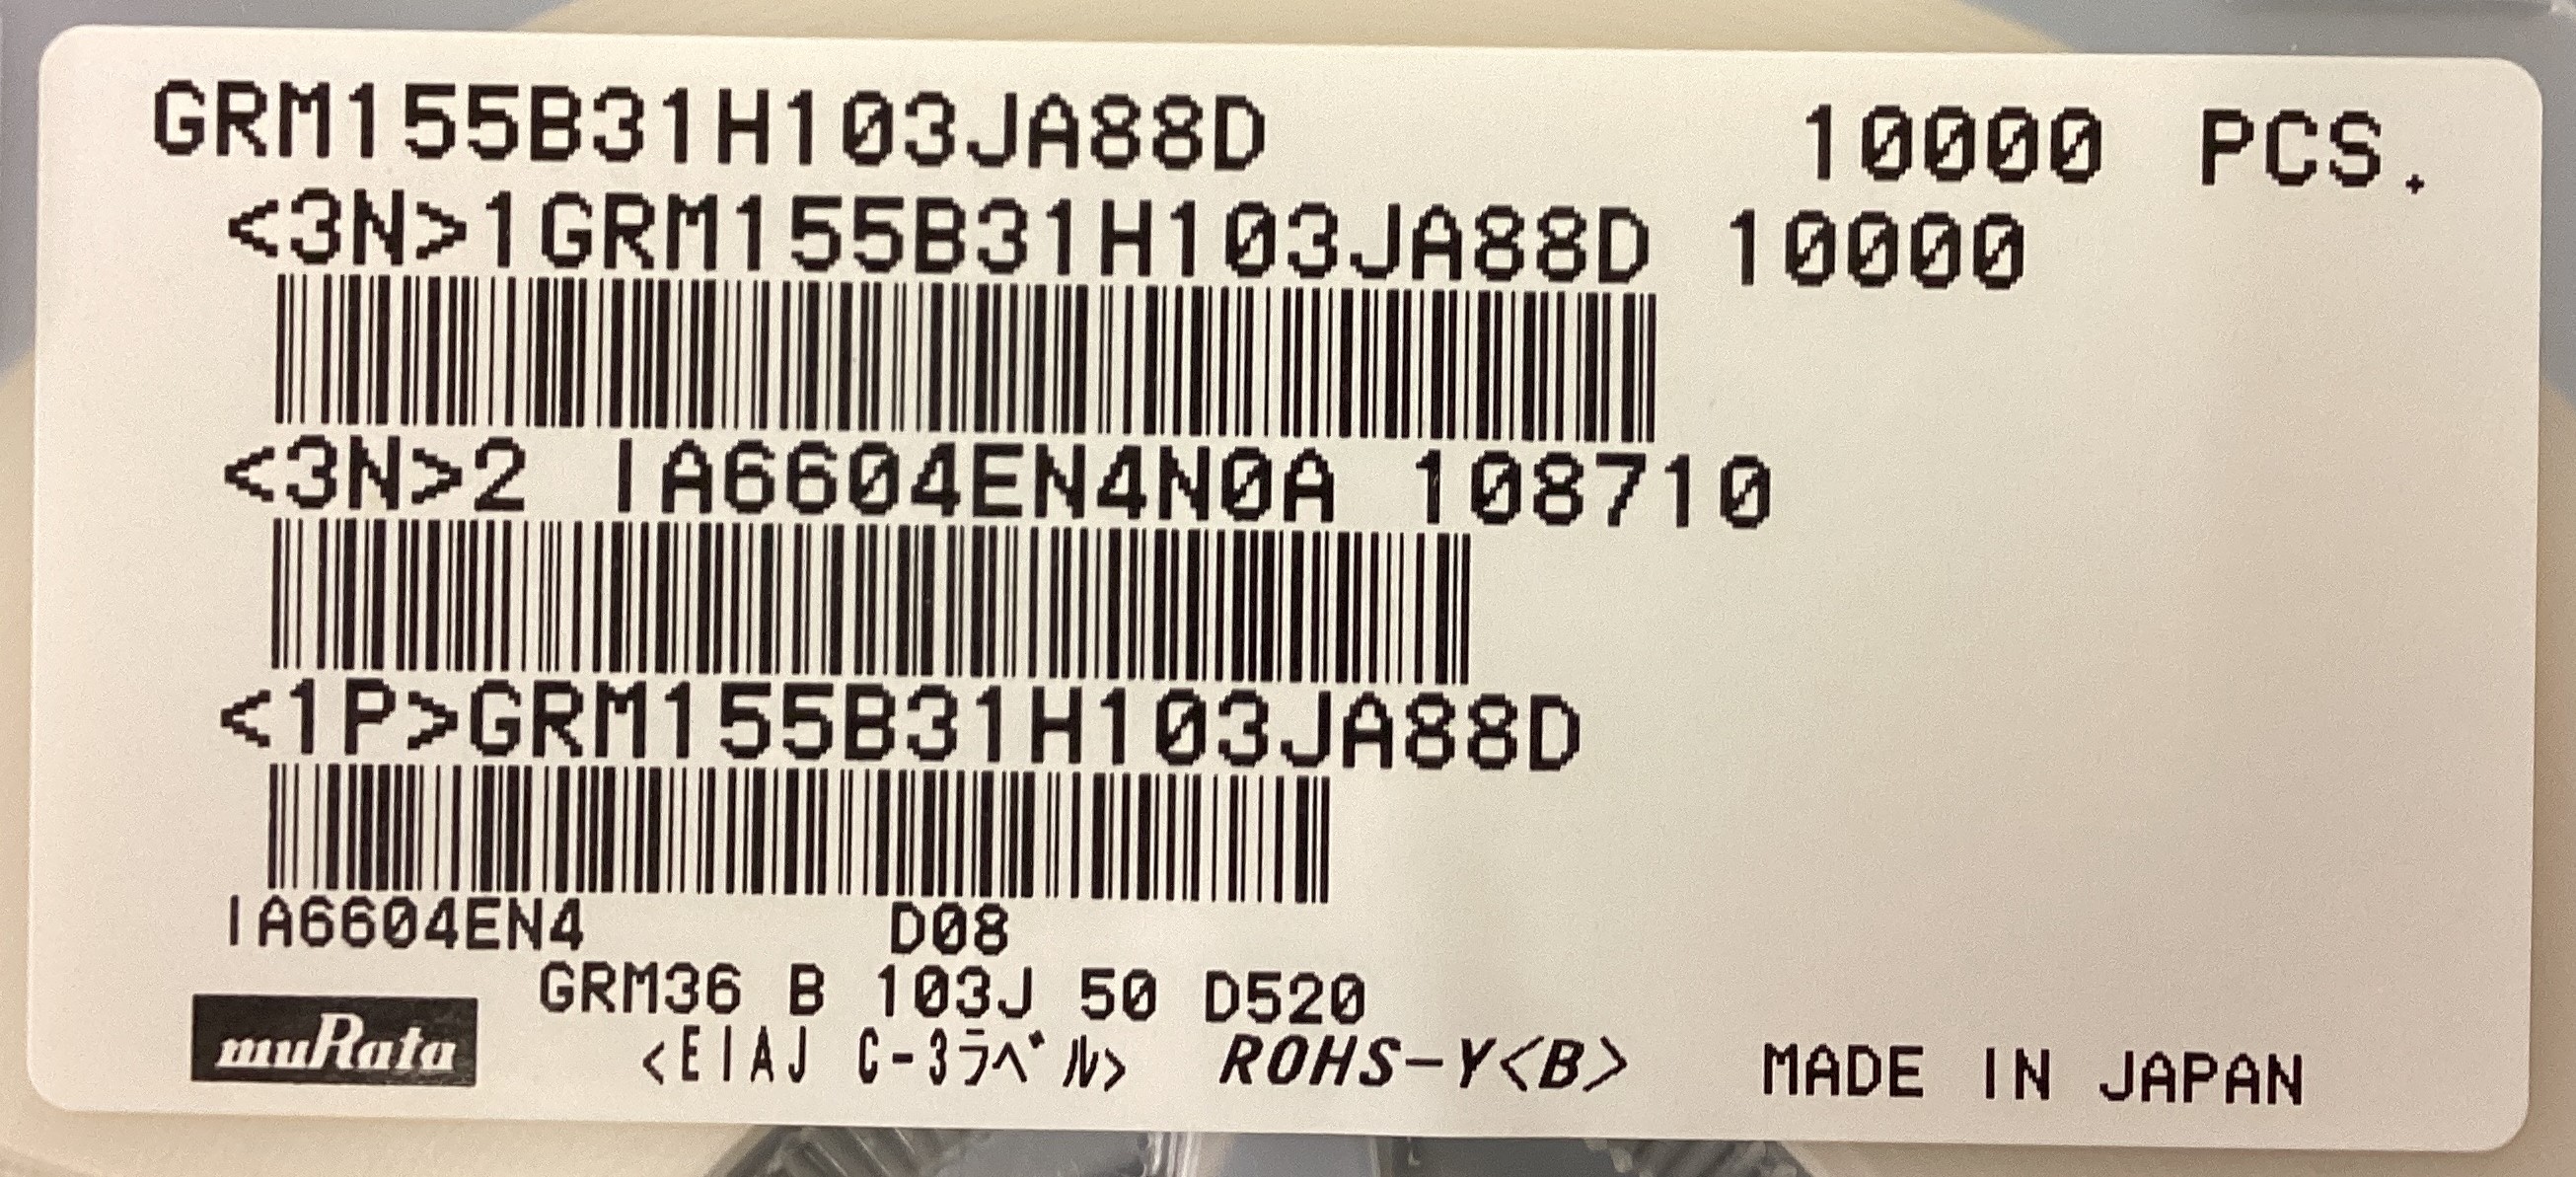 GRM155B31H103JA88D 10000 PCS.
<3N>1GRM155B31H103JA88D 10000
<3N>2 IA6604EN4N0A 108710
<1P>GRM155B31H103JA88D
IA6604EN4 D08
GRM36 B 103J 50 D520
muRata <EIAJ C-3ラベル> ROHS-Y<B> MADE IN JAPAN